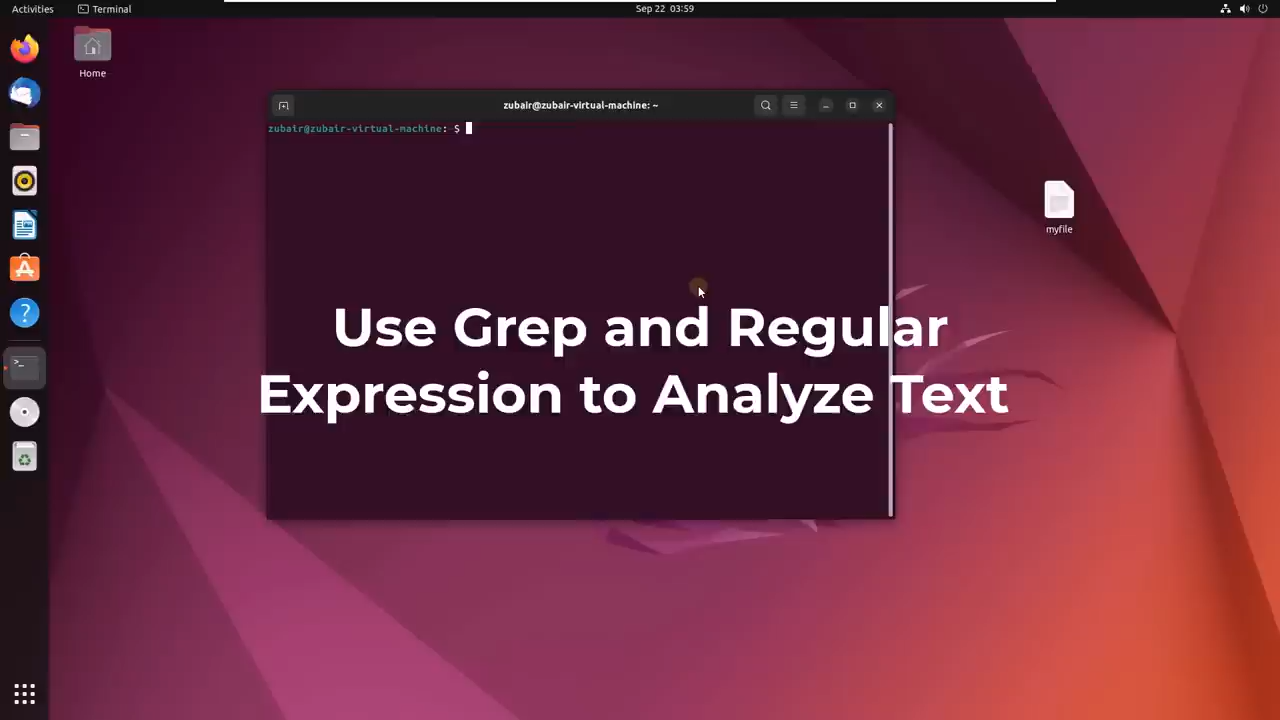 Activities
Terminal
Sep 22 03:59
Home
zubair@zubair-virtual-machine: ~
zubair@zubair-virtual-machine:~$
myfile
Use Grep and Regular
Expression to Analyze Text